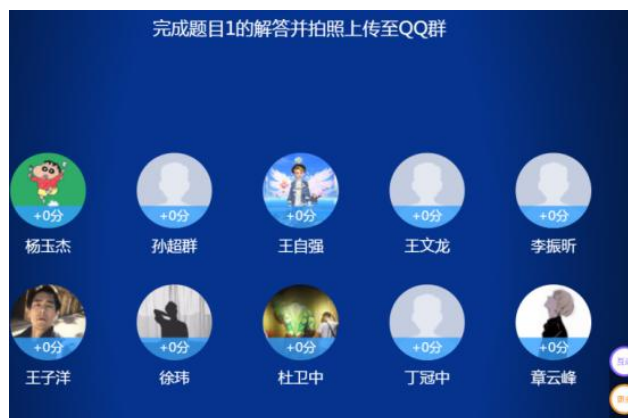 完成题目1的解答并拍照上传至QQ群
+0分 +0分 +0分 +0分 +0分
杨玉杰 孙超群 王自强 王文龙 李振昕
+0分 +0分 +0分 +0分 +0分
王子洋 徐玮 杜卫中 丁冠中 章云峰